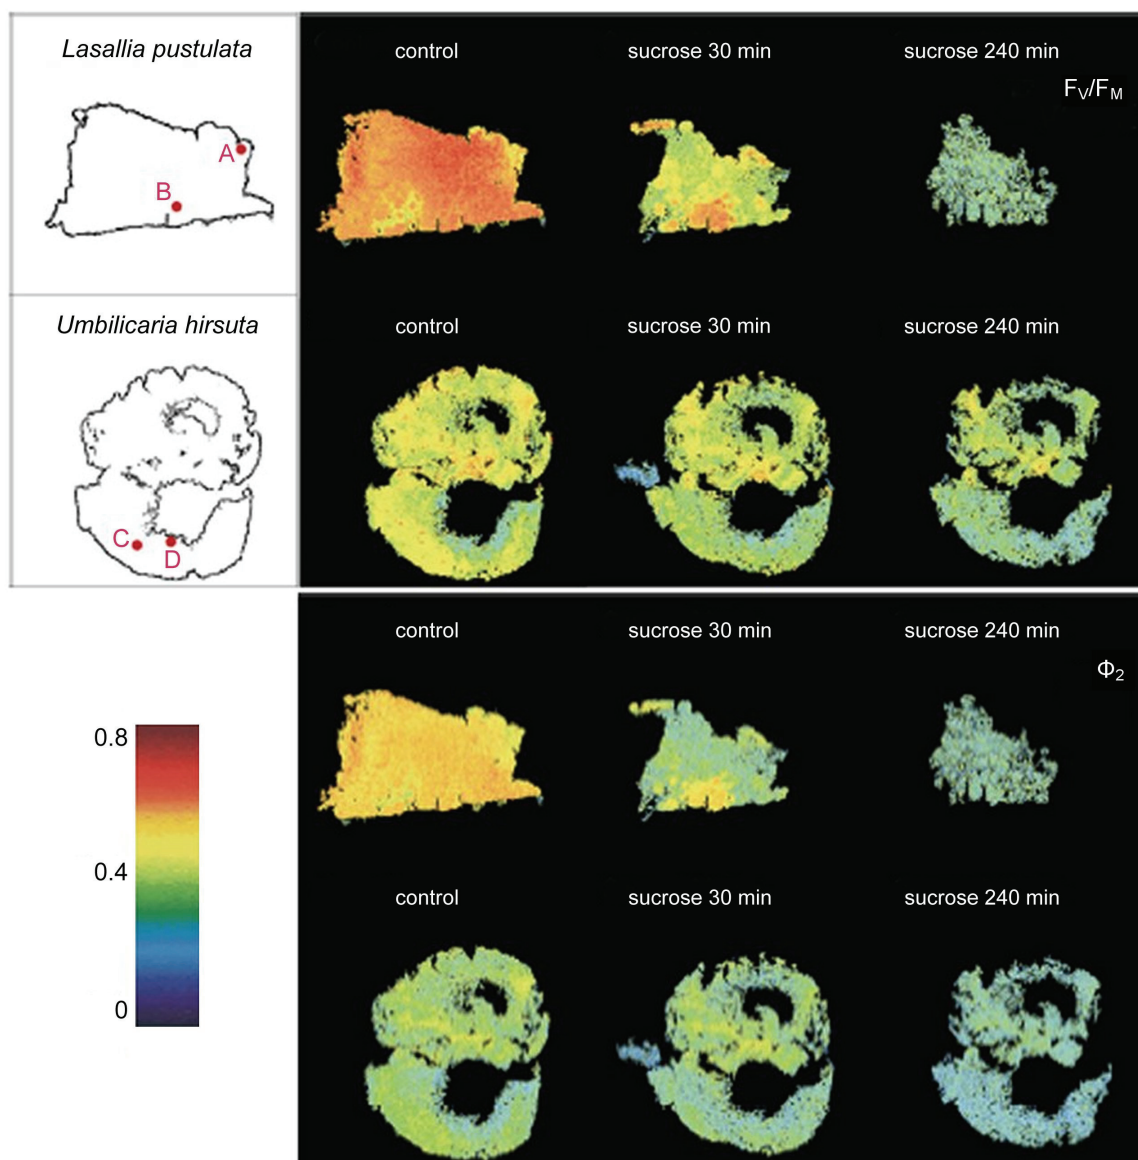 Lasallia pustulata
control
sucrose 30 min
sucrose 240 min
F_V/F_M
A
B
Umbilicaria hirsuta
control
sucrose 30 min
sucrose 240 min
C
D
control
sucrose 30 min
sucrose 240 min
Φ₂
0.8
0.4
0
control
sucrose 30 min
sucrose 240 min